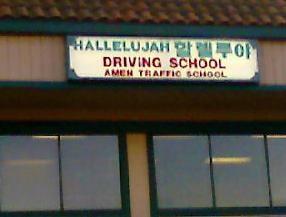 HALLELUJAH 할렐루야
DRIVING SCHOOL
AMEN TRAFFIC SCHOOL